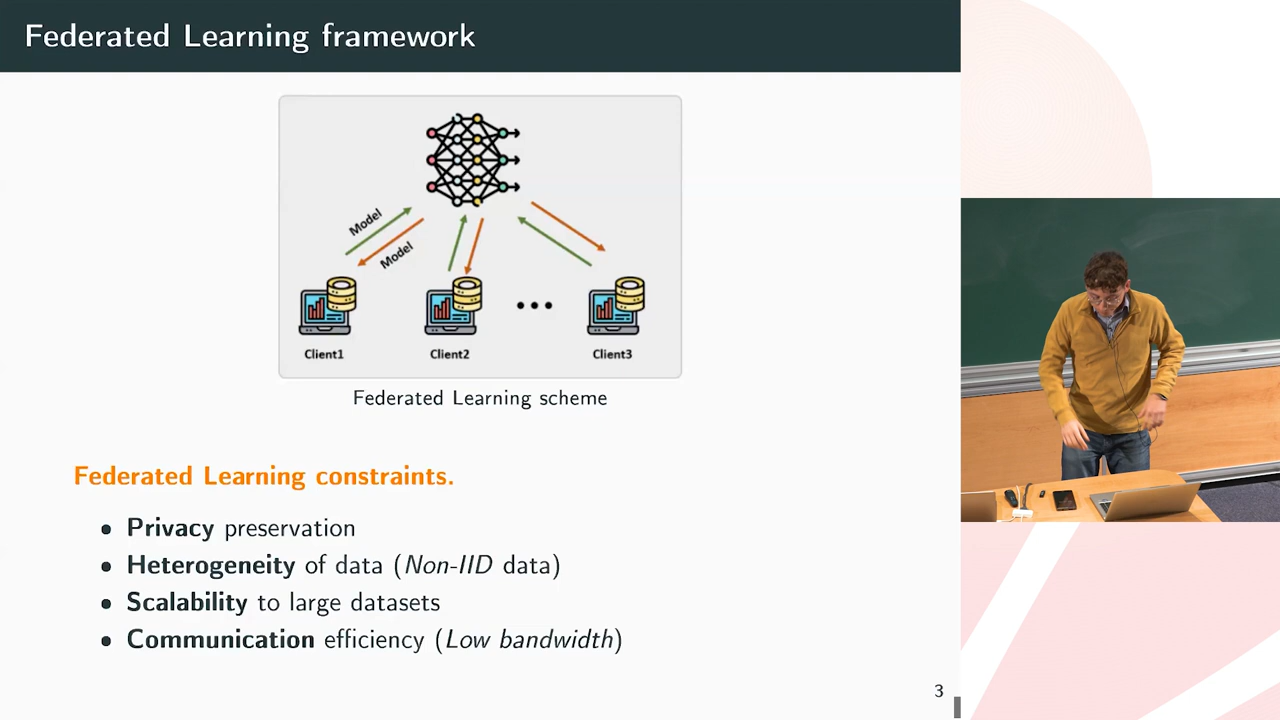 Federated Learning framework
Model
Model
Client1
Client2
Client3
Federated Learning scheme
Federated Learning constraints.
• Privacy preservation
• Heterogeneity of data (Non-IID data)
• Scalability to large datasets
• Communication efficiency (Low bandwidth)
3